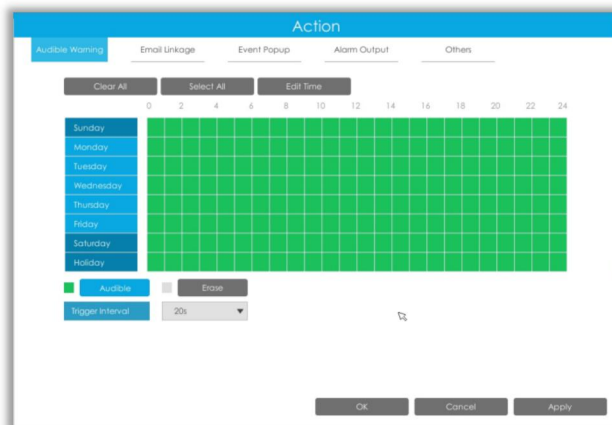 Action
Audible Warning Email Linkage Event Popup Alarm Output Others
Clear All Select All Edit Time
0 2 4 6 8 10 12 14 16 18 20 22 24
Sunday
Monday
Tuesday
Wednesday
Thursday
Friday
Saturday
Holiday
Audible Erase
Trigger Interval 20s
OK Cancel Apply